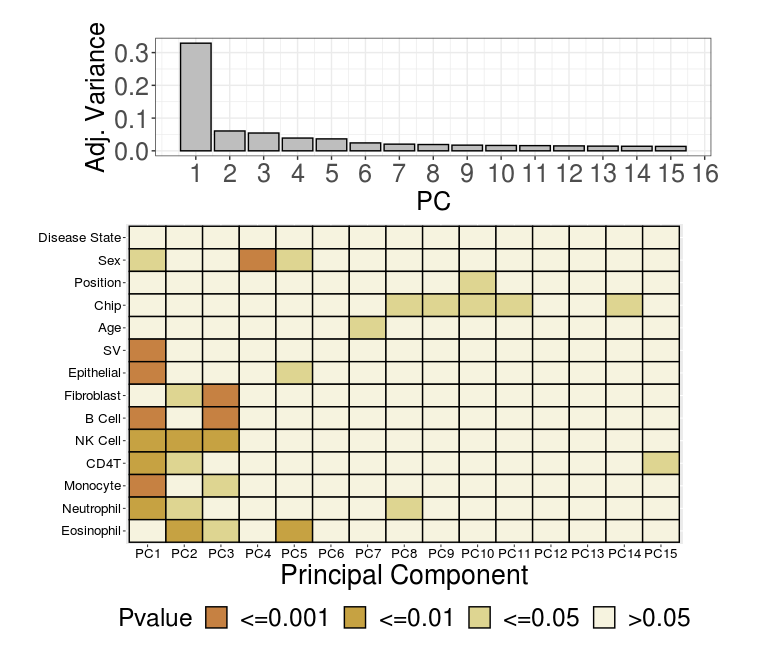 Adj. Variance
0.3
0.2
0.1
0.0
1 2 3 4 5 6 7 8 9 10 11 12 13 14 15 16
PC
Disease State
Sex
Position
Chip
Age
SV
Epithelial
Fibroblast
B Cell
NK Cell
CD4T
Monocyte
Neutrophil
Eosinophil
PC1 PC2 PC3 PC4 PC5 PC6 PC7 PC8 PC9 PC10 PC11 PC12 PC13 PC14 PC15
Principal Component
Pvalue <=0.001 <=0.01 <=0.05 >0.05